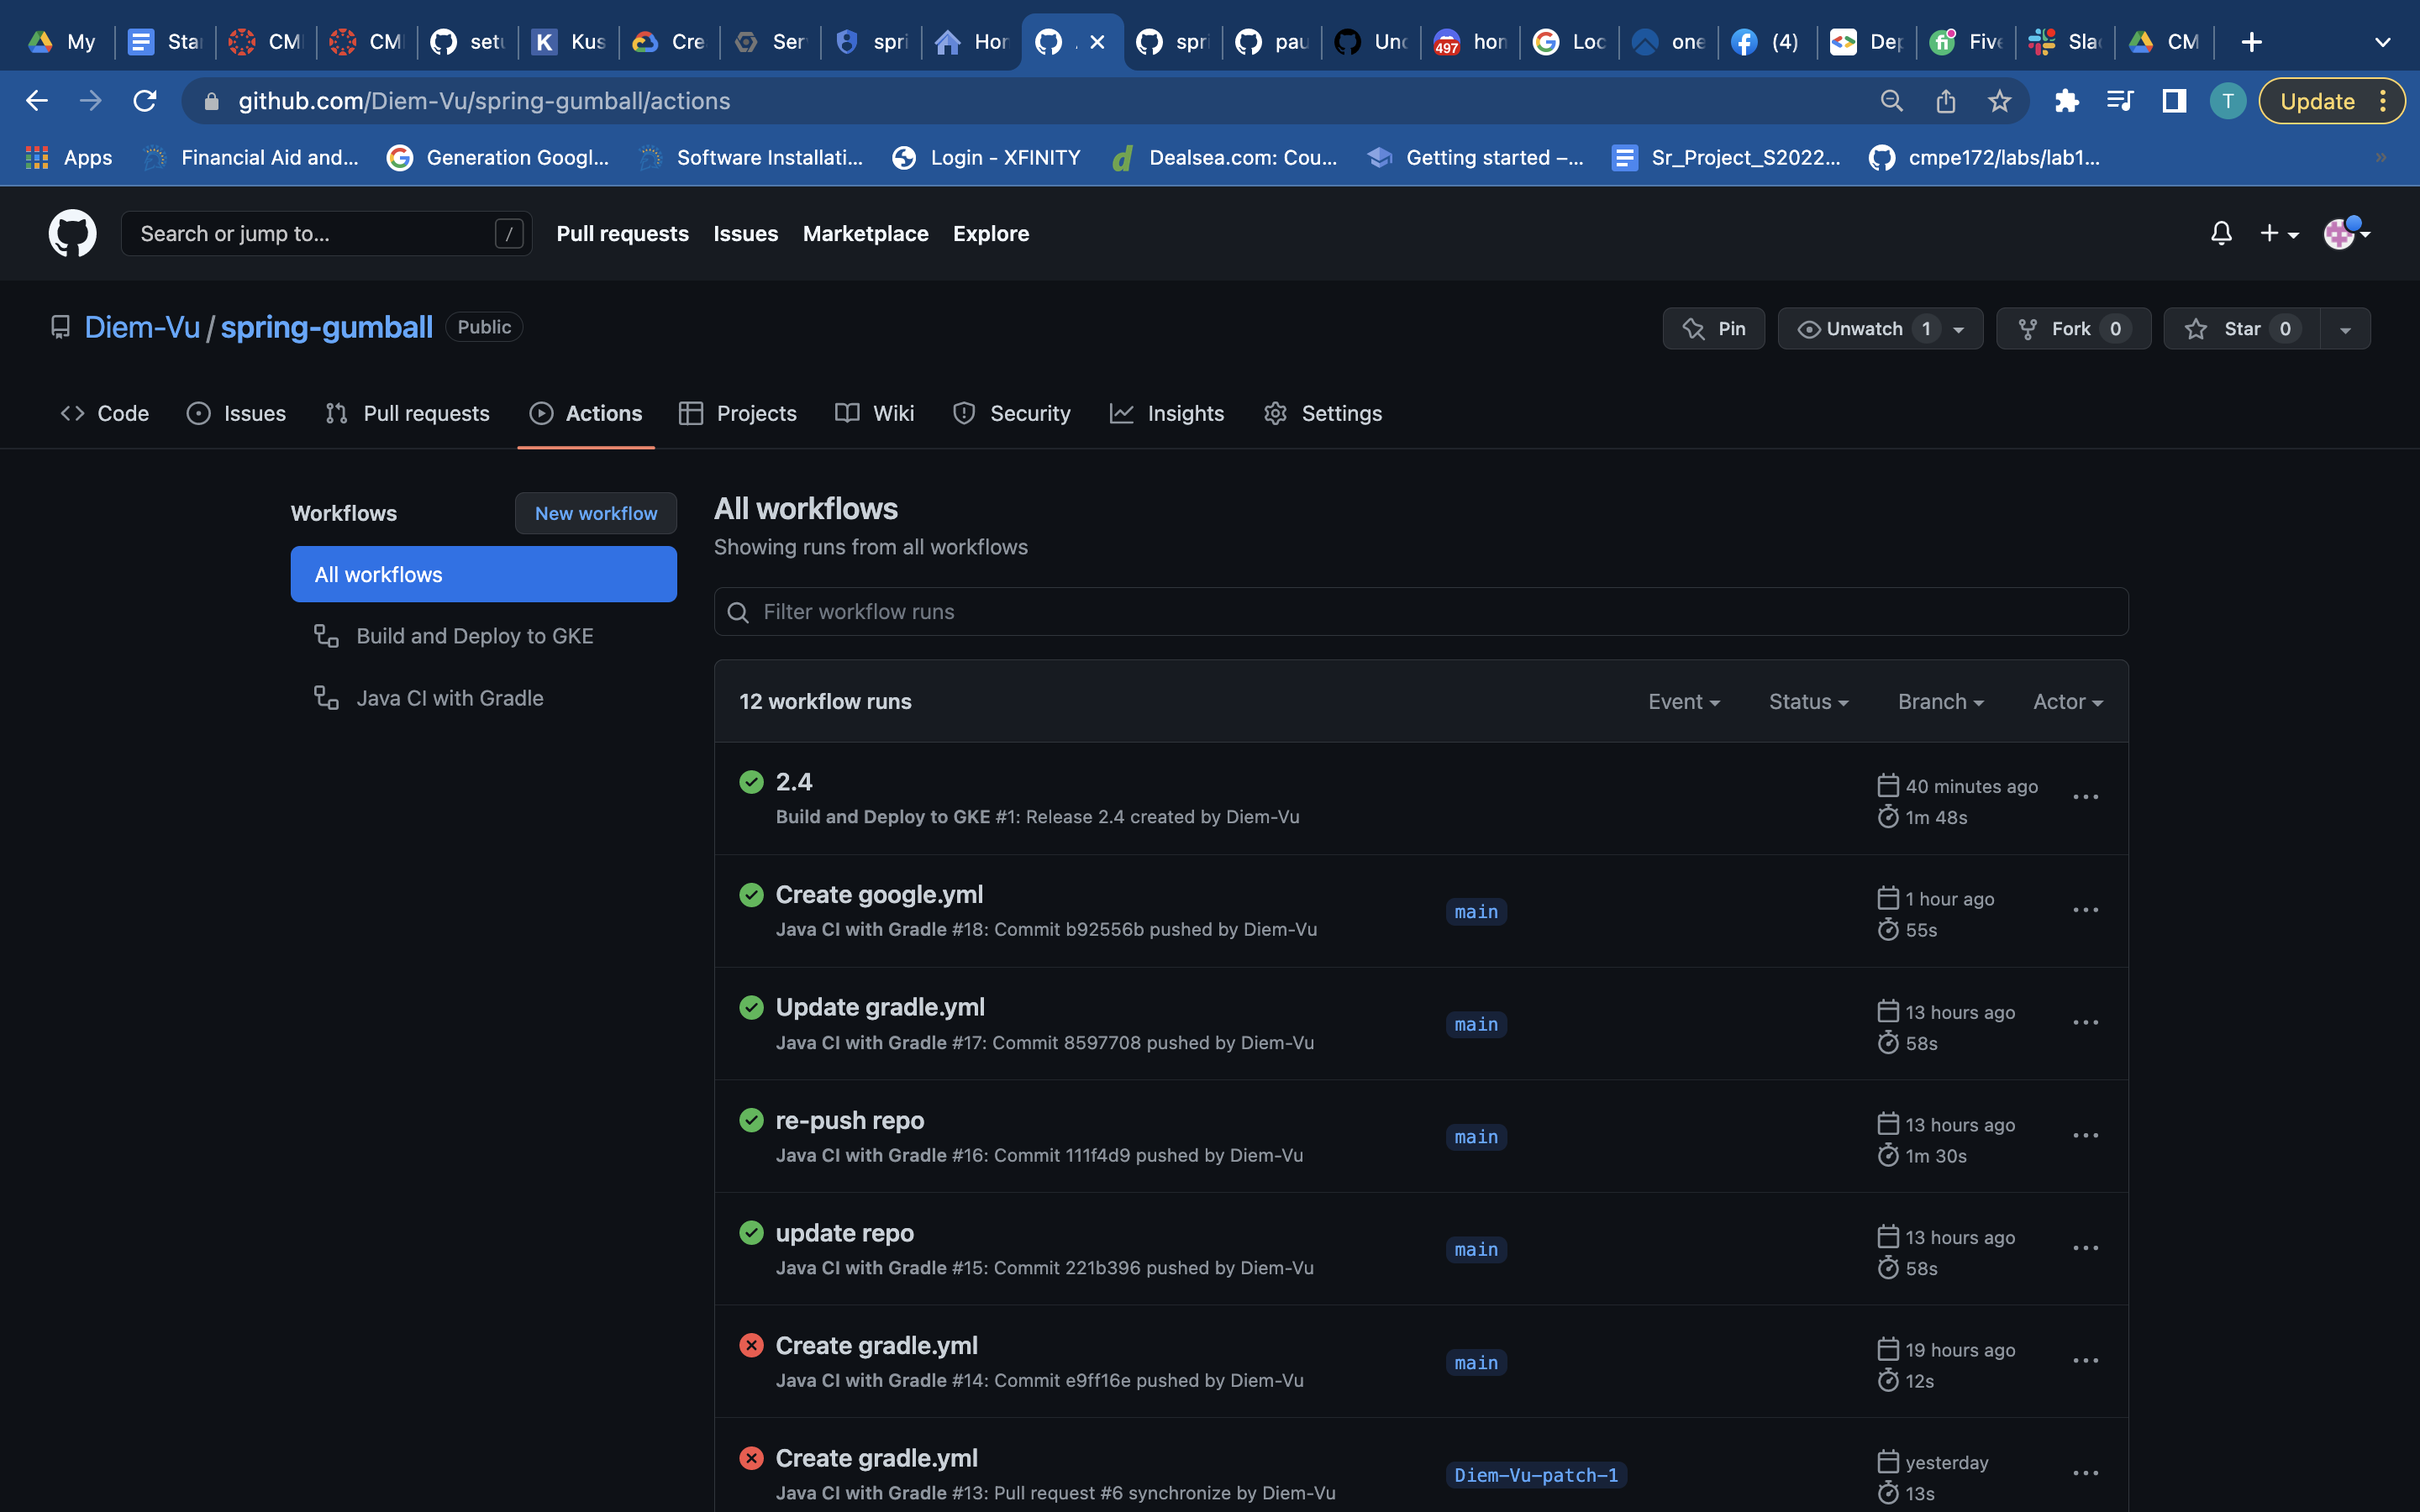 My
Sta
CM
CM
set
Kus
Cre
Ser
spri
Hor
spri
pau
Unc
497
hon
Loc
one
(4)
Dep
Five
Sla
CM
github.com/Diem-Vu/spring-gumball/actions
T
Update
Apps
Financial Aid and...
Generation Googl...
Software Installati...
Login - XFINITY
Dealsea.com: Cou...
Getting started –...
Sr_Project_S2022...
cmpe172/labs/lab1...
»
Search or jump to...
/
Pull requests
Issues
Marketplace
Explore
Diem-Vu / spring-gumball
Public
Pin
Unwatch 1
Fork 0
Star 0
Code
Issues
Pull requests
Actions
Projects
Wiki
Security
Insights
Settings
Workflows
New workflow
All workflows
Build and Deploy to GKE
Java CI with Gradle
All workflows
Showing runs from all workflows
Filter workflow runs
12 workflow runs
Event
Status
Branch
Actor
2.4
Build and Deploy to GKE #1: Release 2.4 created by Diem-Vu
40 minutes ago
1m 48s
Create google.yml
Java CI with Gradle #18: Commit b92556b pushed by Diem-Vu
main
1 hour ago
55s
Update gradle.yml
Java CI with Gradle #17: Commit 8597708 pushed by Diem-Vu
main
13 hours ago
58s
re-push repo
Java CI with Gradle #16: Commit 111f4d9 pushed by Diem-Vu
main
13 hours ago
1m 30s
update repo
Java CI with Gradle #15: Commit 221b396 pushed by Diem-Vu
main
13 hours ago
58s
Create gradle.yml
Java CI with Gradle #14: Commit e9ff16e pushed by Diem-Vu
main
19 hours ago
12s
Create gradle.yml
Java CI with Gradle #13: Pull request #6 synchronize by Diem-Vu
Diem-Vu-patch-1
yesterday
13s